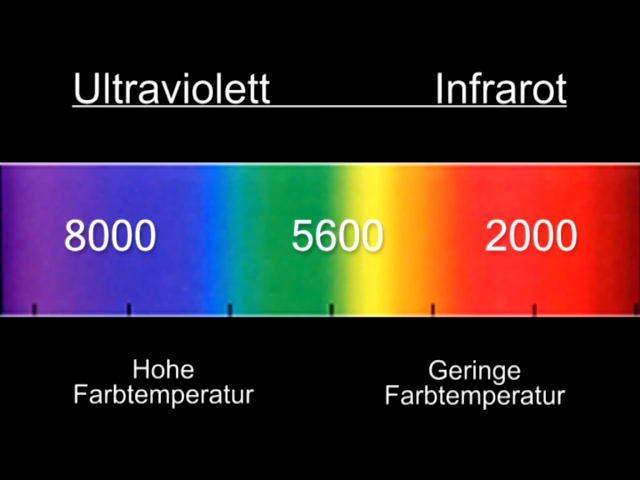 Ultraviolett Infrarot
8000 5600 2000
Hohe
Farbtemperatur
Geringe
Farbtemperatur